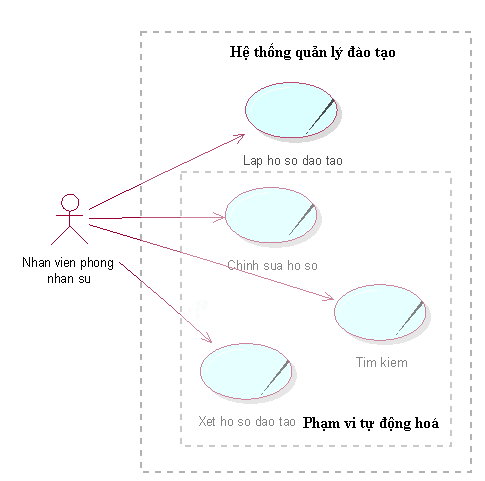 Hệ thống quản lý đào tạo
Lap ho so dao tao
Nhan vien phong
nhan su
Chinh sua ho so
Tim kiem
Xet ho so dao tao
Phạm vi tự động hoá